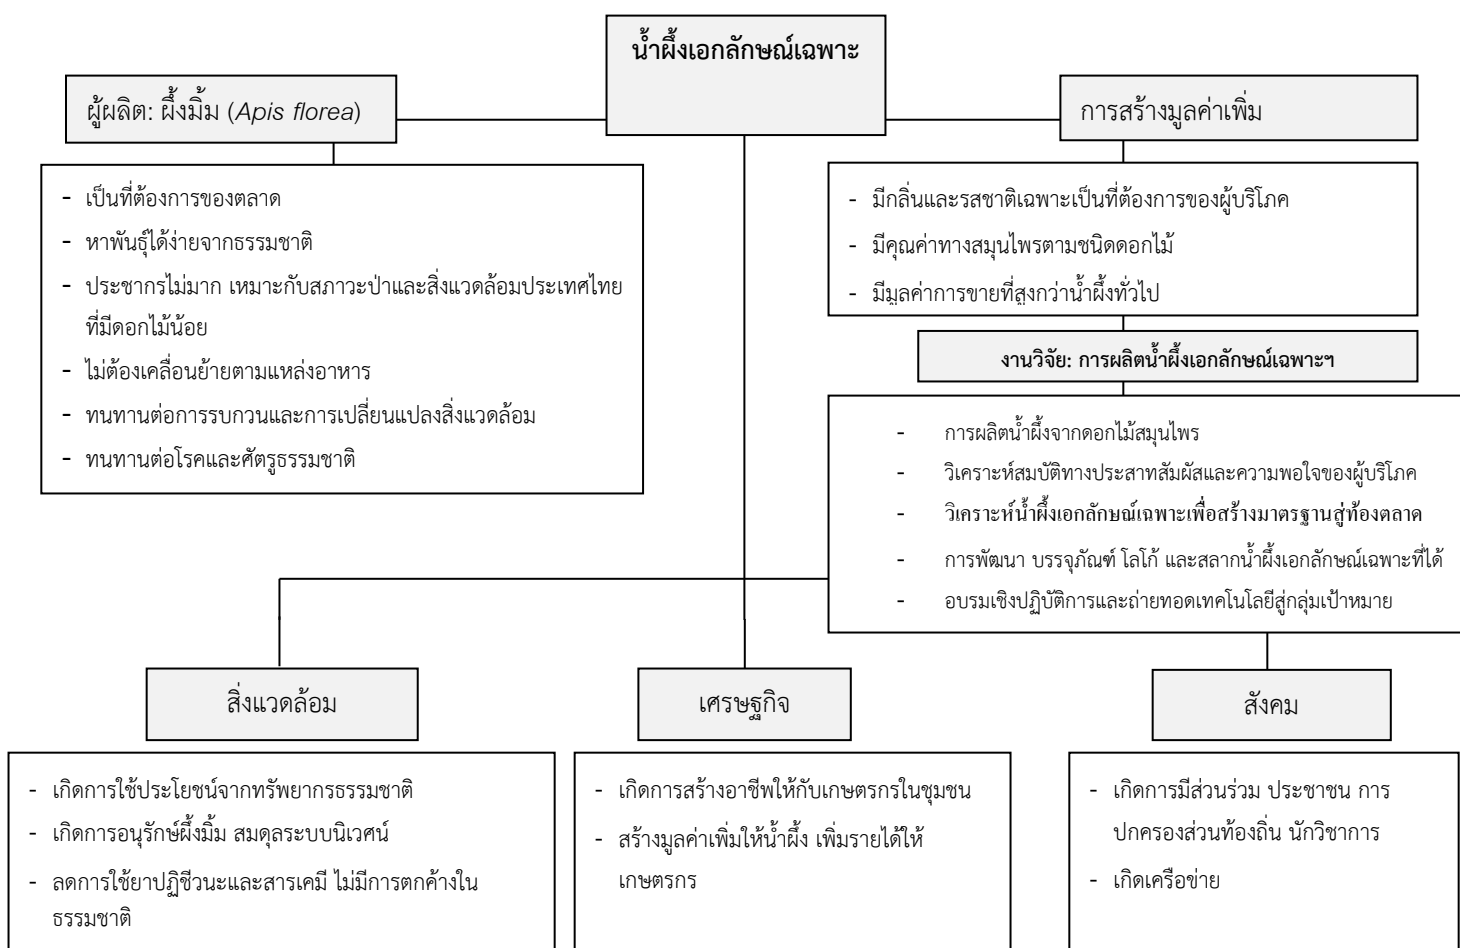 น้ำผึ้งเอกลักษณ์เฉพาะ
ผู้ผลิต: ผึ้งมิ้ม (Apis florea)
- เป็นที่ต้องการของตลาด
- หาพันธุ์ได้ง่ายจากธรรมชาติ
- ประชากรไม่มาก เหมาะกับสภาวะป่าและสิ่งแวดล้อมประเทศไทย
ที่มีดอกไม้น้อย
- ไม่ต้องเคลื่อนย้ายตามแหล่งอาหาร
- ทนทานต่อการรบกวนและการเปลี่ยนแปลงสิ่งแวดล้อม
- ทนทานต่อโรคและศัตรูธรรมชาติ
การสร้างมูลค่าเพิ่ม
- มีกลิ่นและรสชาติเฉพาะเป็นที่ต้องการของผู้บริโภค
- มีคุณค่าทางสมุนไพรตามชนิดดอกไม้
- มีมูลค่าการขายที่สูงกว่าน้ำผึ้งทั่วไป
งานวิจัย: การผลิตน้ำผึ้งเอกลักษณ์เฉพาะฯ
- การผลิตน้ำผึ้งจากดอกไม้สมุนไพร
- วิเคราะห์สมบัติทางประสาทสัมผัสและความพอใจของผู้บริโภค
- วิเคราะห์น้ำผึ้งเอกลักษณ์เฉพาะเพื่อสร้างมาตรฐานสู่ท้องตลาด
- การพัฒนา บรรจุภัณฑ์ โลโก้ และสลากน้ำผึ้งเอกลักษณ์เฉพาะที่ได้
- อบรมเชิงปฏิบัติการและถ่ายทอดเทคโนโลยีสู่กลุ่มเป้าหมาย
สิ่งแวดล้อม
- เกิดการใช้ประโยชน์จากทรัพยากรธรรมชาติ
- เกิดการอนุรักษ์ผึ้งมิ้ม สมดุลระบบนิเวศน์
- ลดการใช้ยาปฏิชีวนะและสารเคมี ไม่มีการตกค้างใน
ธรรมชาติ
เศรษฐกิจ
- เกิดการสร้างอาชีพให้กับเกษตรกรในชุมชน
- สร้างมูลค่าเพิ่มให้น้ำผึ้ง เพิ่มรายได้ให้
เกษตรกร
สังคม
- เกิดการมีส่วนร่วม ประชาชน การ
ปกครองส่วนท้องถิ่น นักวิชาการ
- เกิดเครือข่าย